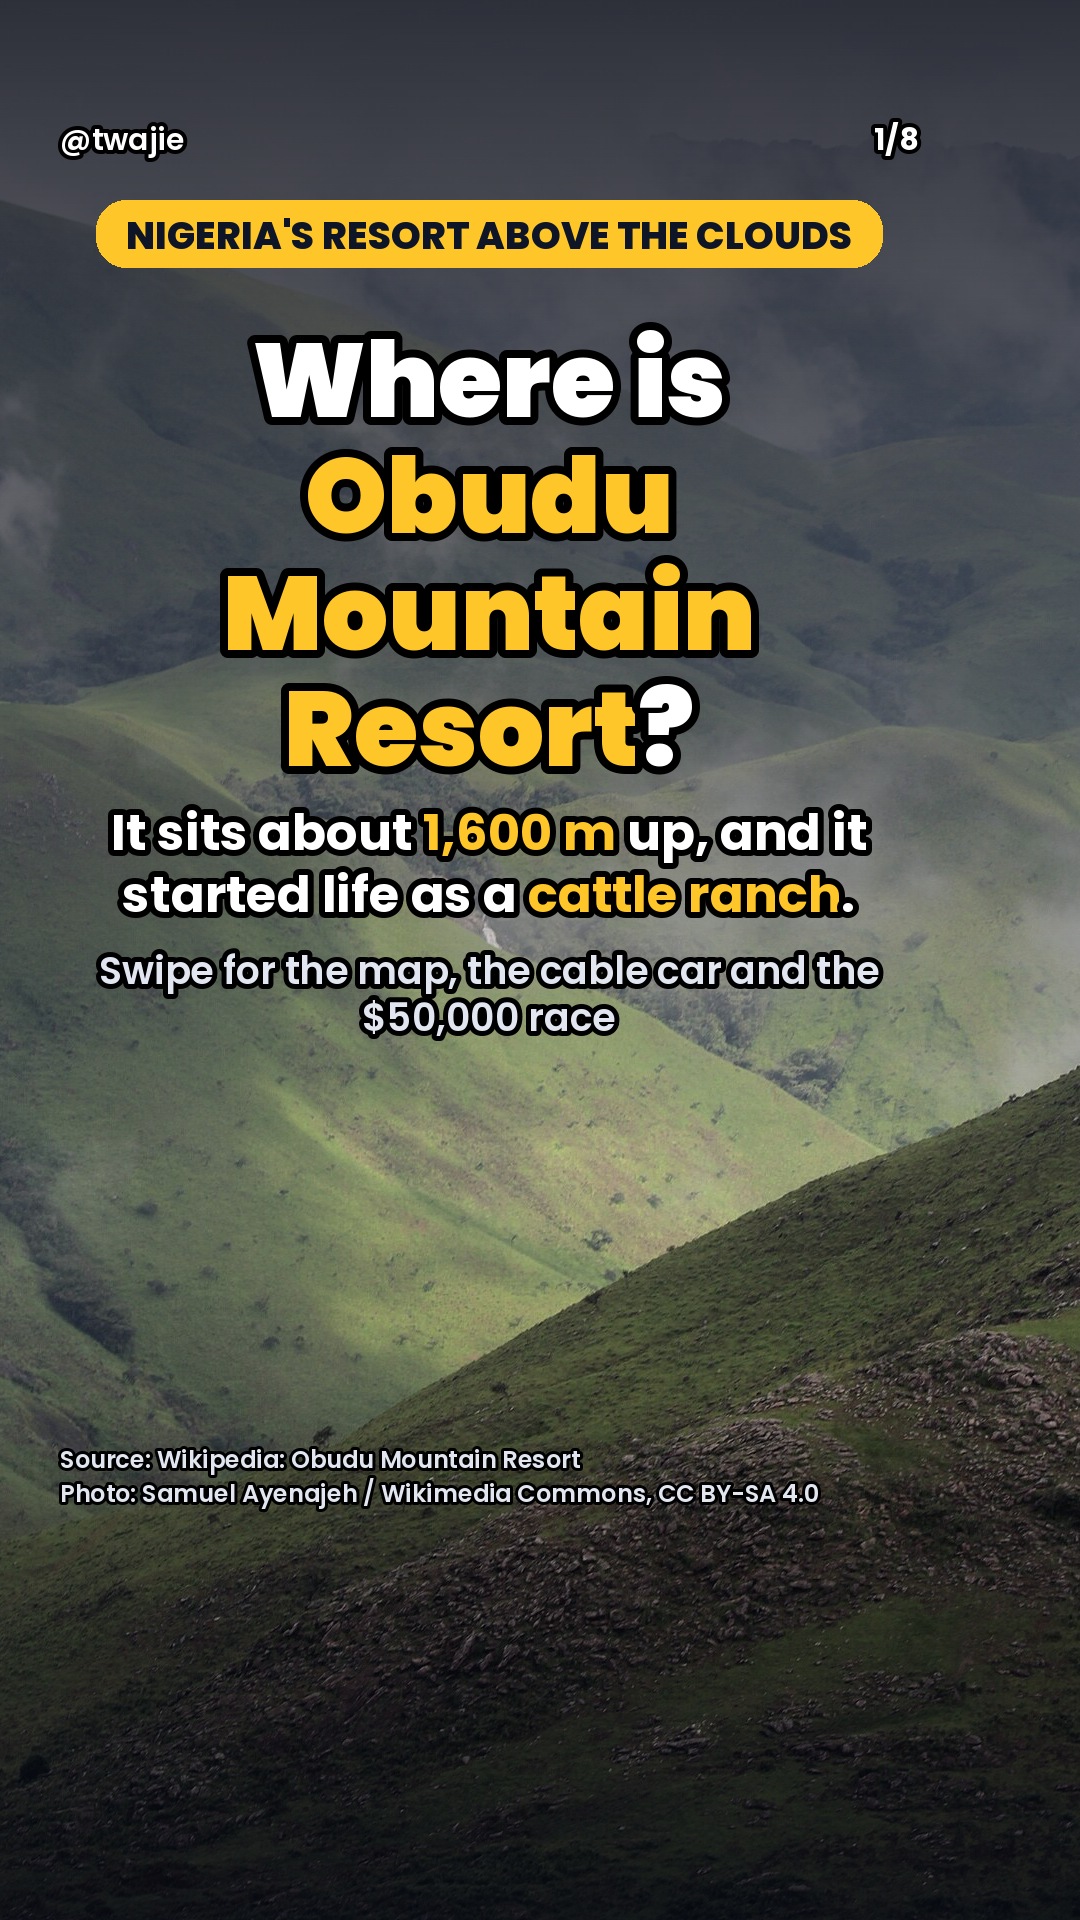 @twajie
1/8
NIGERIA'S RESORT ABOVE THE CLOUDS
Where is
Obudu
Mountain
Resort?
It sits about 1,600 m up, and it
started life as a cattle ranch.
Swipe for the map, the cable car and the
$50,000 race
Source: Wikipedia: Obudu Mountain Resort
Photo: Samuel Ayenajeh / Wikimedia Commons, CC BY-SA 4.0